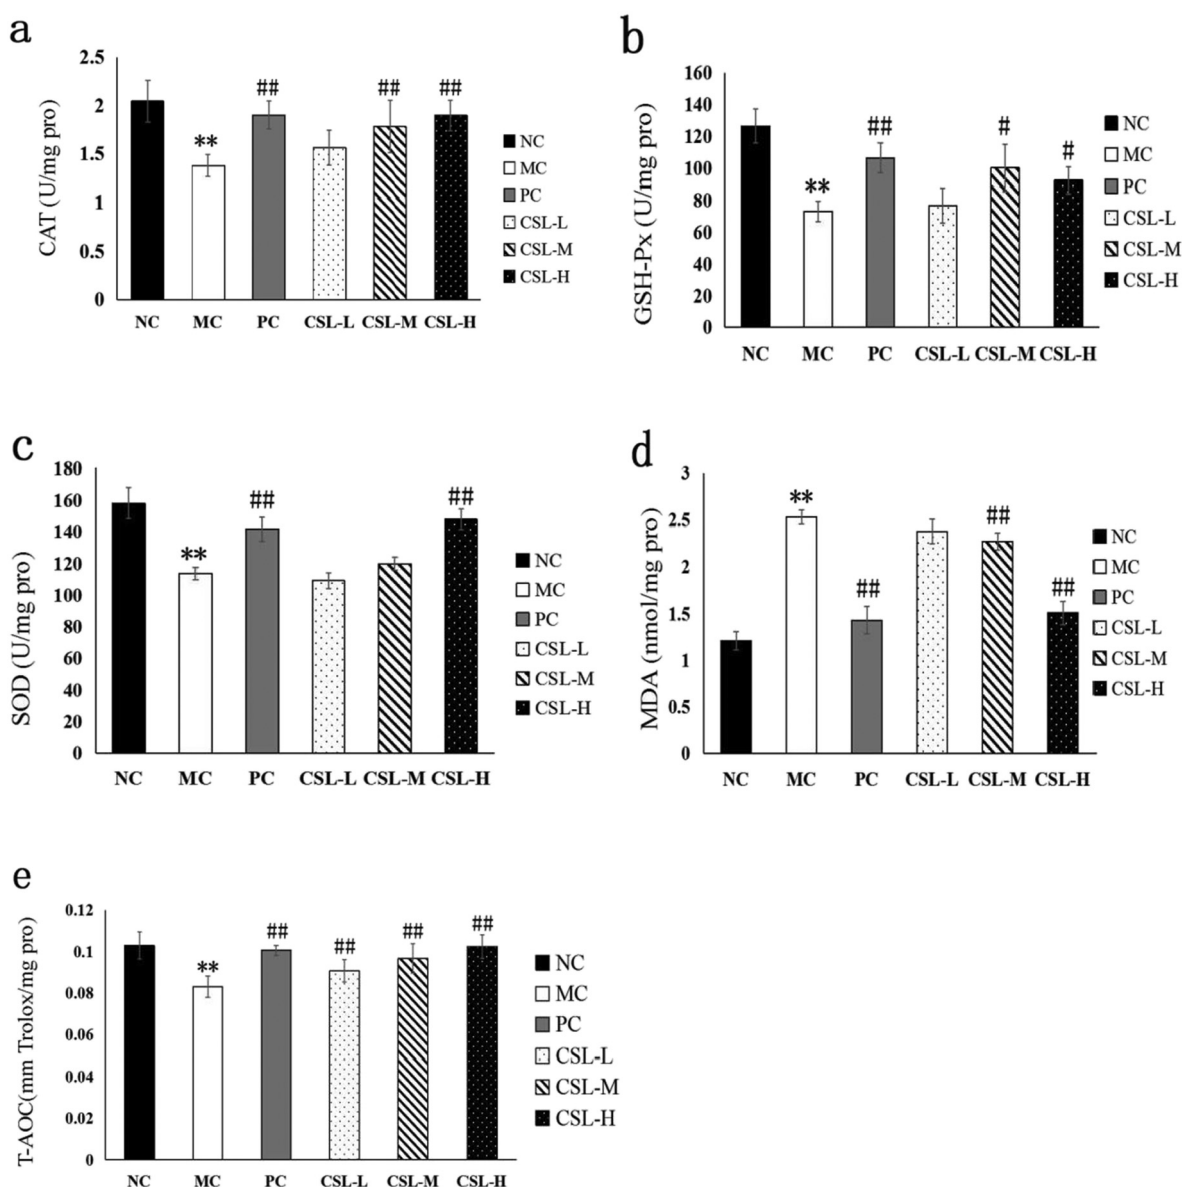 a
CAT (U/mg pro)
2.5
2
1.5
1
0.5
0
**
##
##
##
NC
MC
PC
CSL-L
CSL-M
CSL-H
NC
MC
PC
CSL-L
CSL-M
CSL-H
b
GSH-Px (U/mg pro)
160
140
120
100
80
60
40
20
0
**
##
#
#
NC
MC
PC
CSL-L
CSL-M
CSL-H
NC
MC
PC
CSL-L
CSL-M
CSL-H
c
SOD (U/mg pro)
180
160
140
120
100
80
60
40
20
0
**
##
##
NC
MC
PC
CSL-L
CSL-M
CSL-H
NC
MC
PC
CSL-L
CSL-M
CSL-H
d
MDA (nmol/mg pro)
3
2.5
2
1.5
1
0.5
0
**
##
##
##
NC
MC
PC
CSL-L
CSL-M
CSL-H
NC
MC
PC
CSL-L
CSL-M
CSL-H
e
T-AOC(mm Trolox/mg pro)
0.12
0.1
0.08
0.06
0.04
0.02
0
**
##
##
##
##
NC
MC
PC
CSL-L
CSL-M
CSL-H
NC
MC
PC
CSL-L
CSL-M
CSL-H